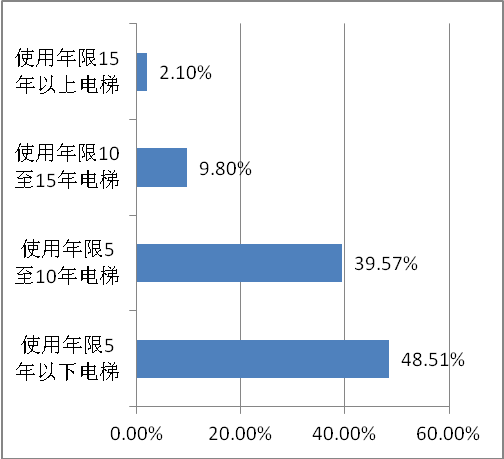 使用年限15
年以上电梯
2.10%
使用年限10
至15年电梯
9.80%
使用年限5
至10年电梯
39.57%
使用年限5
年以下电梯
48.51%
0.00% 20.00% 40.00% 60.00%